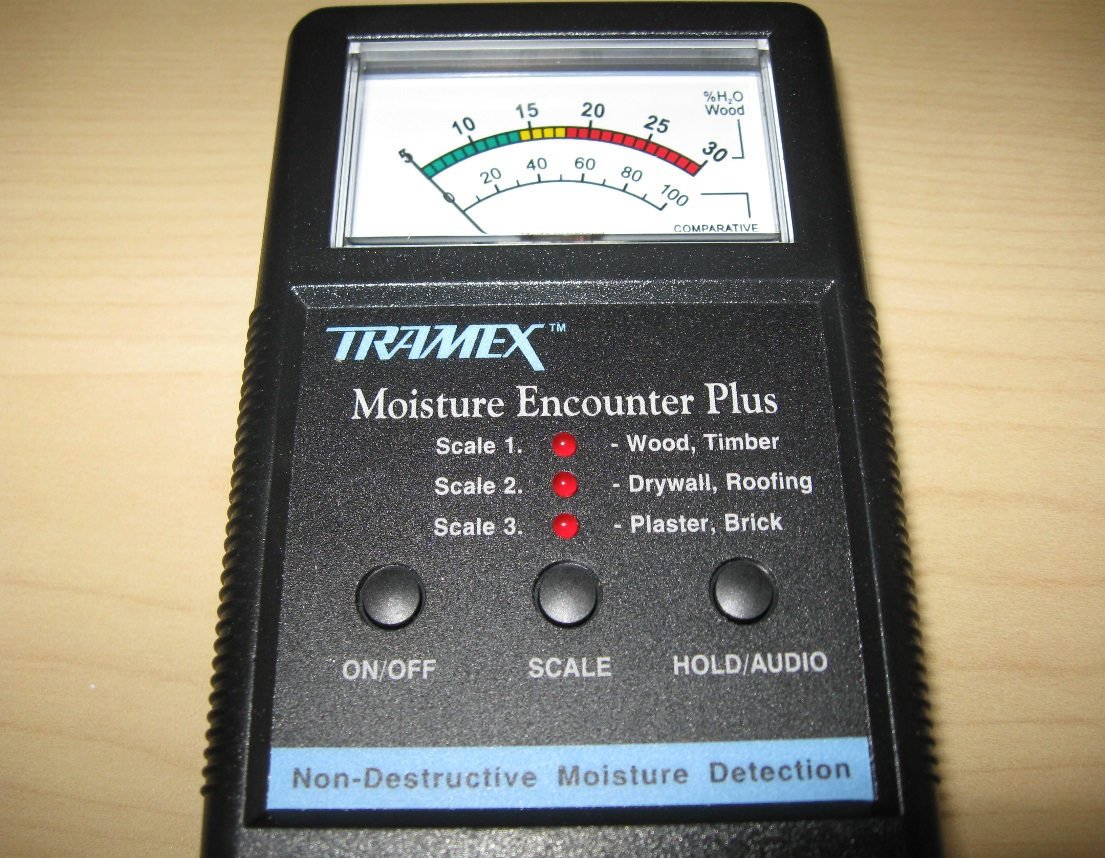 %H₂O
Wood
5 10 15 20 25 30
0 20 40 60 80 100
COMPARATIVE
TRAMEX™
Moisture Encounter Plus
Scale 1. - Wood, Timber
Scale 2. - Drywall, Roofing
Scale 3. - Plaster, Brick
ON/OFF SCALE HOLD/AUDIO
Non-Destructive Moisture Detection